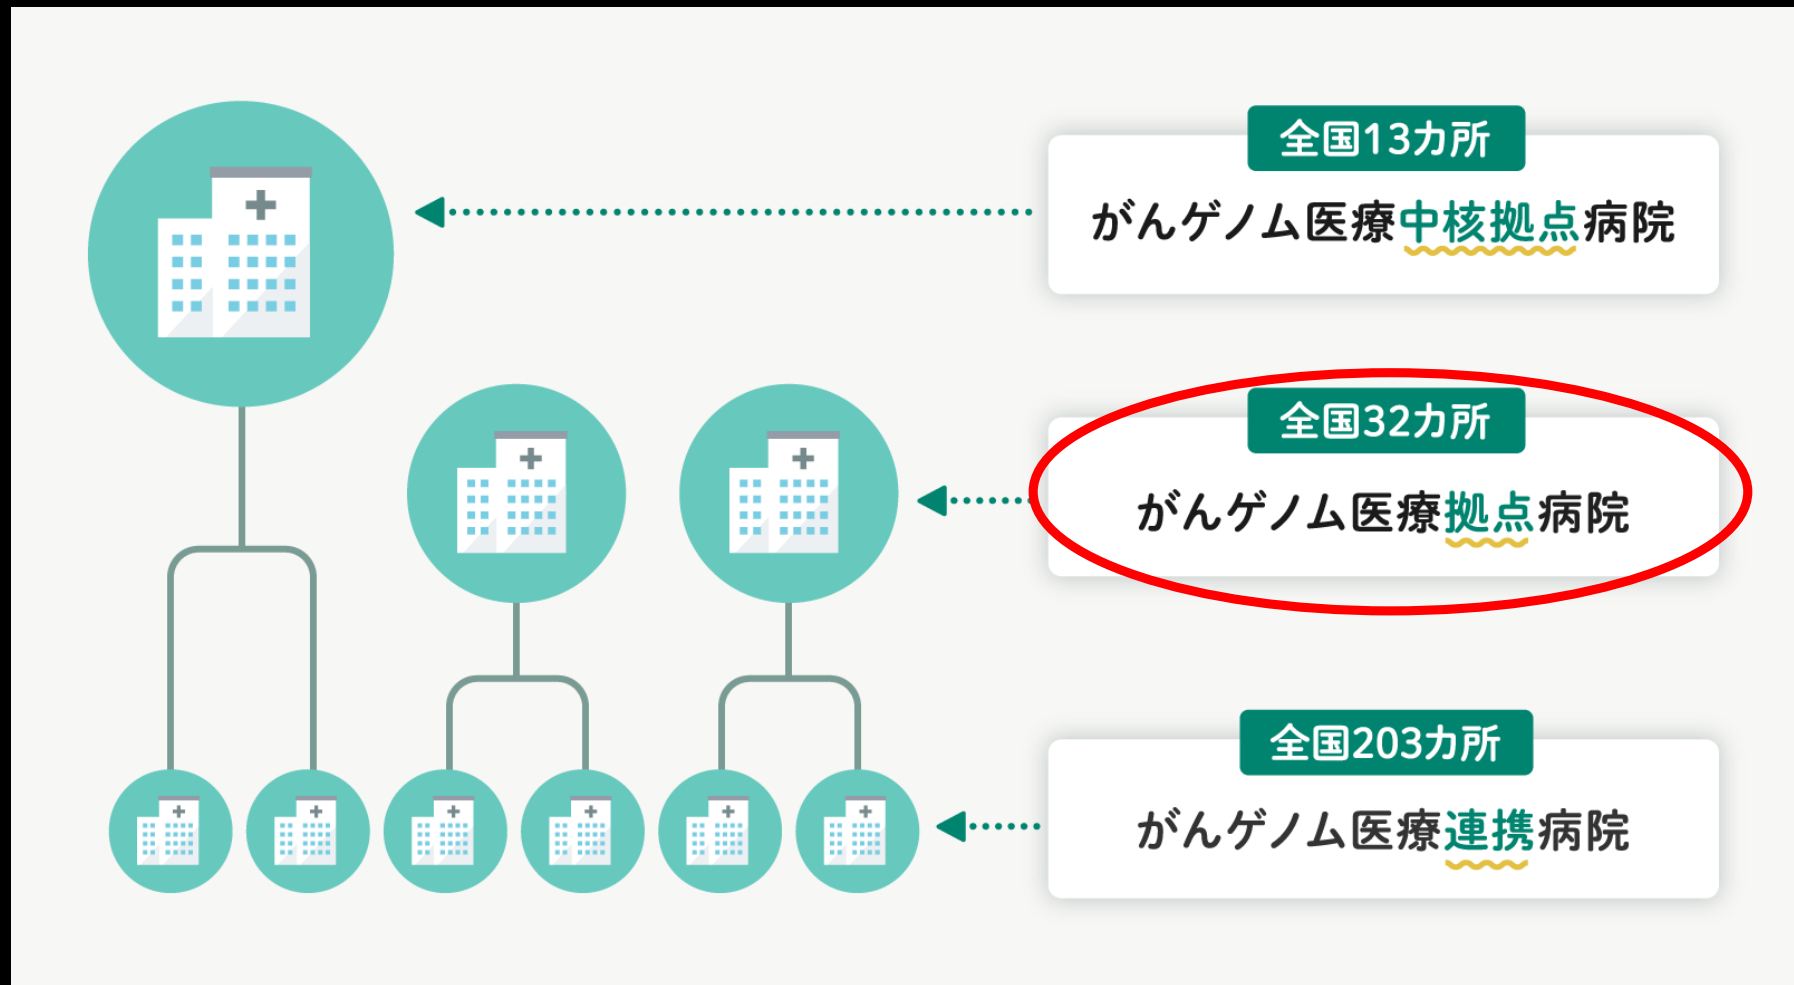 全国13カ所
がんゲノム医療中核拠点病院
全国32カ所
がんゲノム医療拠点病院
全国203カ所
がんゲノム医療連携病院